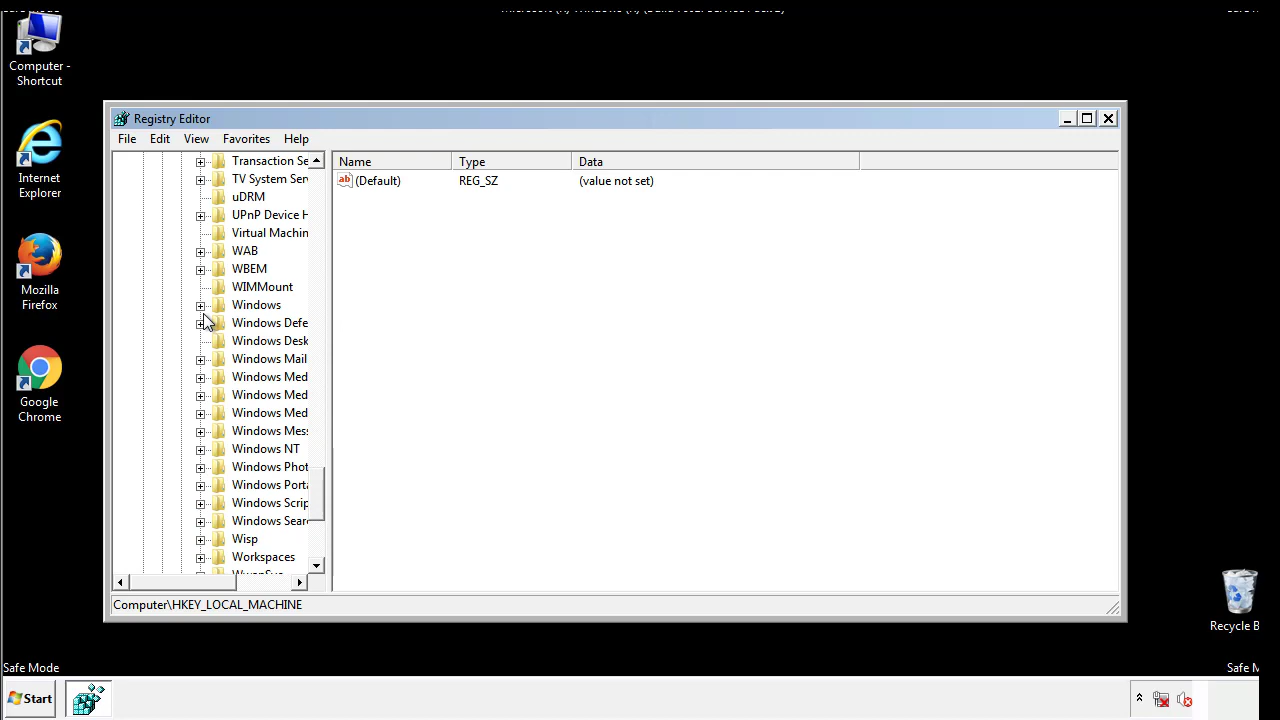 Computer -
Shortcut
Internet
Explorer
Mozilla
Firefox
Google
Chrome
Registry Editor
File Edit View Favorites Help
Transaction Se
TV System Serv
uDRM
UPnP Device H
Virtual Machin
WAB
WBEM
WIMMount
Windows
Windows Defe
Windows Desk
Windows Mail
Windows Med
Windows Med
Windows Med
Windows Mess
Windows NT
Windows Phot
Windows Porta
Windows Scrip
Windows Sear
Wisp
Workspaces
Name Type Data
ab (Default) REG_SZ (value not set)
Computer\HKEY_LOCAL_MACHINE
Recycle B
Safe Mode
Safe M
Start